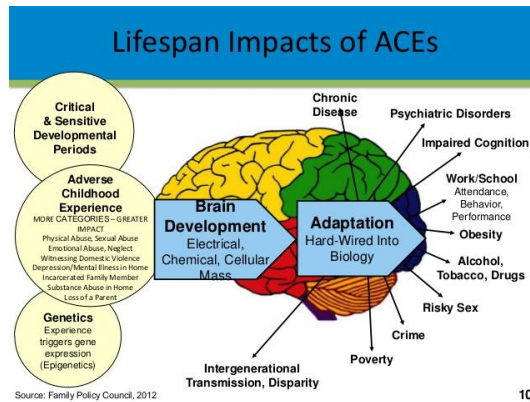 Lifespan Impacts of ACEs
Critical
& Sensitive
Developmental
Periods
Adverse
Childhood
Experience
MORE CATEGORIES – GREATER
IMPACT
Physical Abuse, Sexual Abuse
Emotional Abuse, Neglect
Witnessing Domestic Violence
Depression/Mental Illness in Home
Incarcerated Family Member
Substance Abuse in Home
Loss of a Parent
Genetics
Experience
triggers gene
expression
(Epigenetics)
Brain
Development
Electrical,
Chemical, Cellular
Mass
Adaptation
Hard-Wired Into
Biology
Chronic
Disease
Psychiatric Disorders
Impaired Cognition
Work/School
Attendance,
Behavior,
Performance
Obesity
Alcohol,
Tobacco, Drugs
Risky Sex
Crime
Poverty
Intergenerational
Transmission, Disparity
Source: Family Policy Council, 2012
10